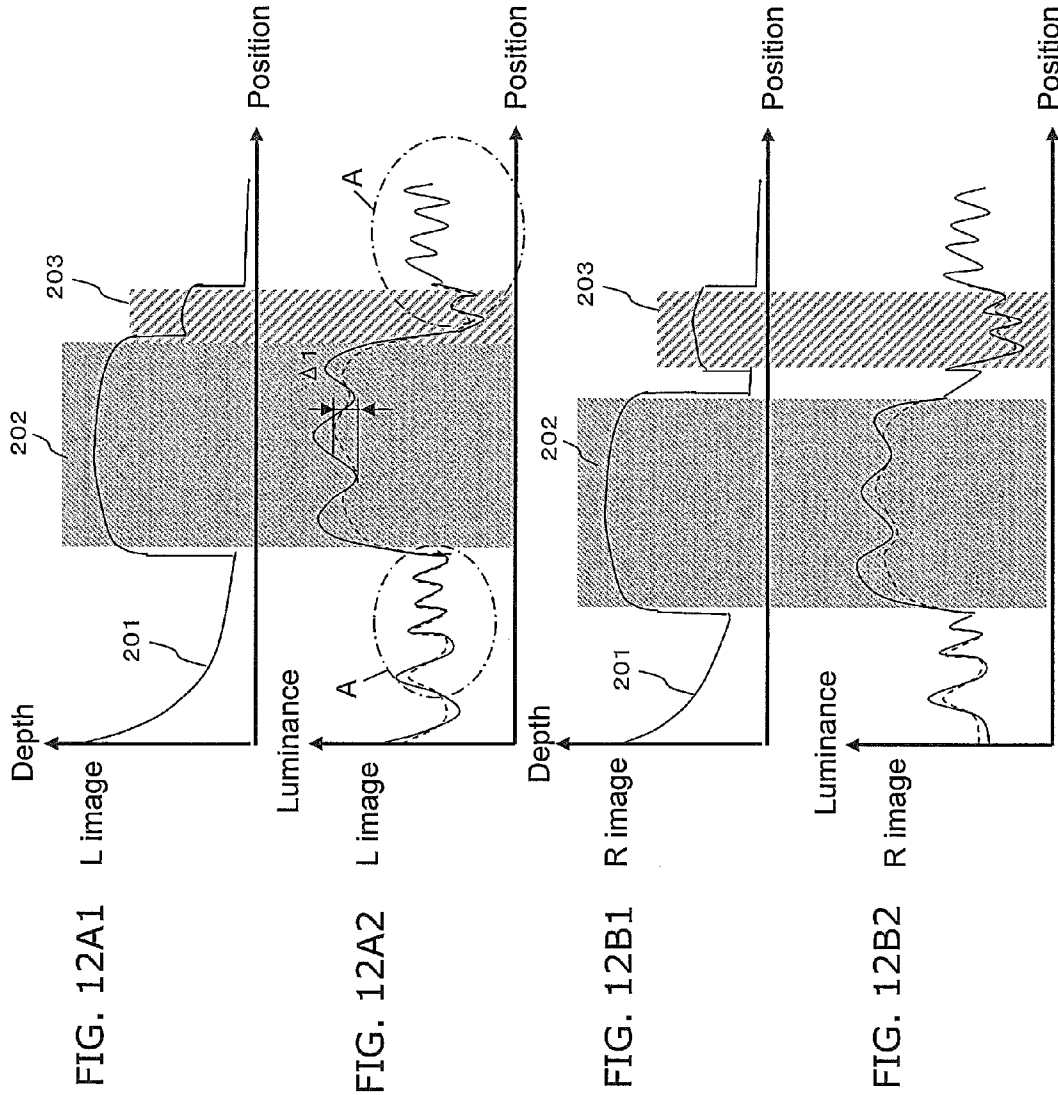 FIG. 12A1
L image
Depth
201
202
203
Position
FIG. 12A2
L image
Luminance
A
Δ1
A
Position
FIG. 12B1
R image
Depth
201
202
203
Position
FIG. 12B2
R image
Luminance
Position